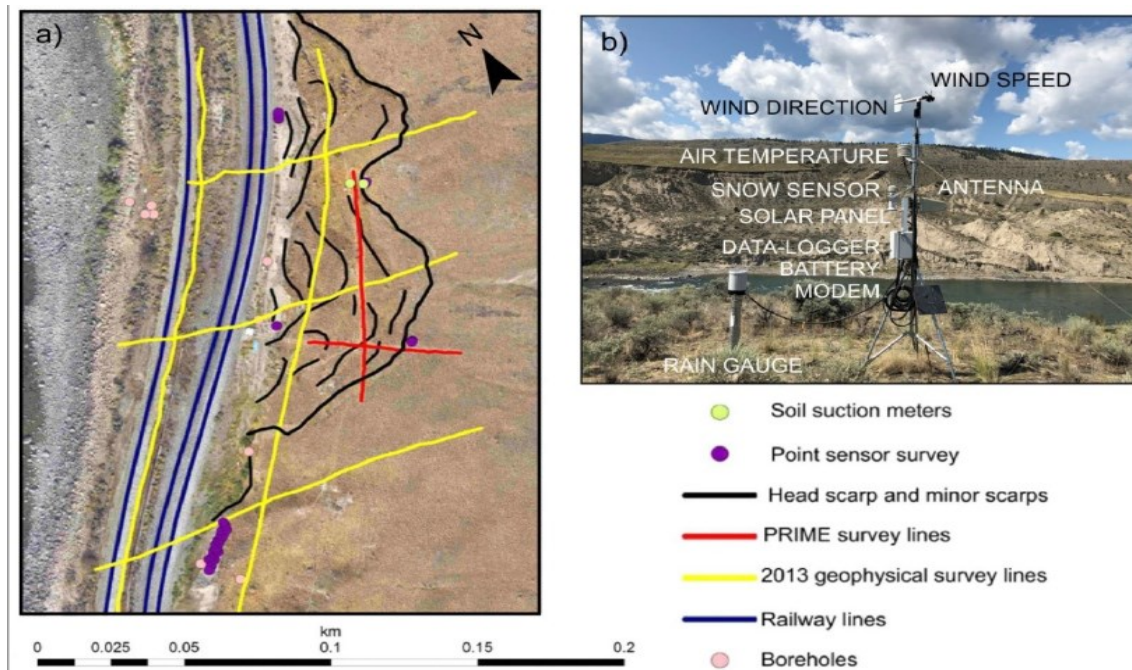 a)
N
km
0 0.05 0.025 0.1 0.15 0.2
b)
WIND SPEED
WIND DIRECTION
AIR TEMPERATURE
SNOW SENSOR
ANTENNA
SOLAR PANEL
DATA-LOGGER
BATTERY
MODEM
RAIN GAUGE
Soil suction meters
Point sensor survey
Head scarp and minor scarps
PRIME survey lines
2013 geophysical survey lines
Railway lines
Boreholes